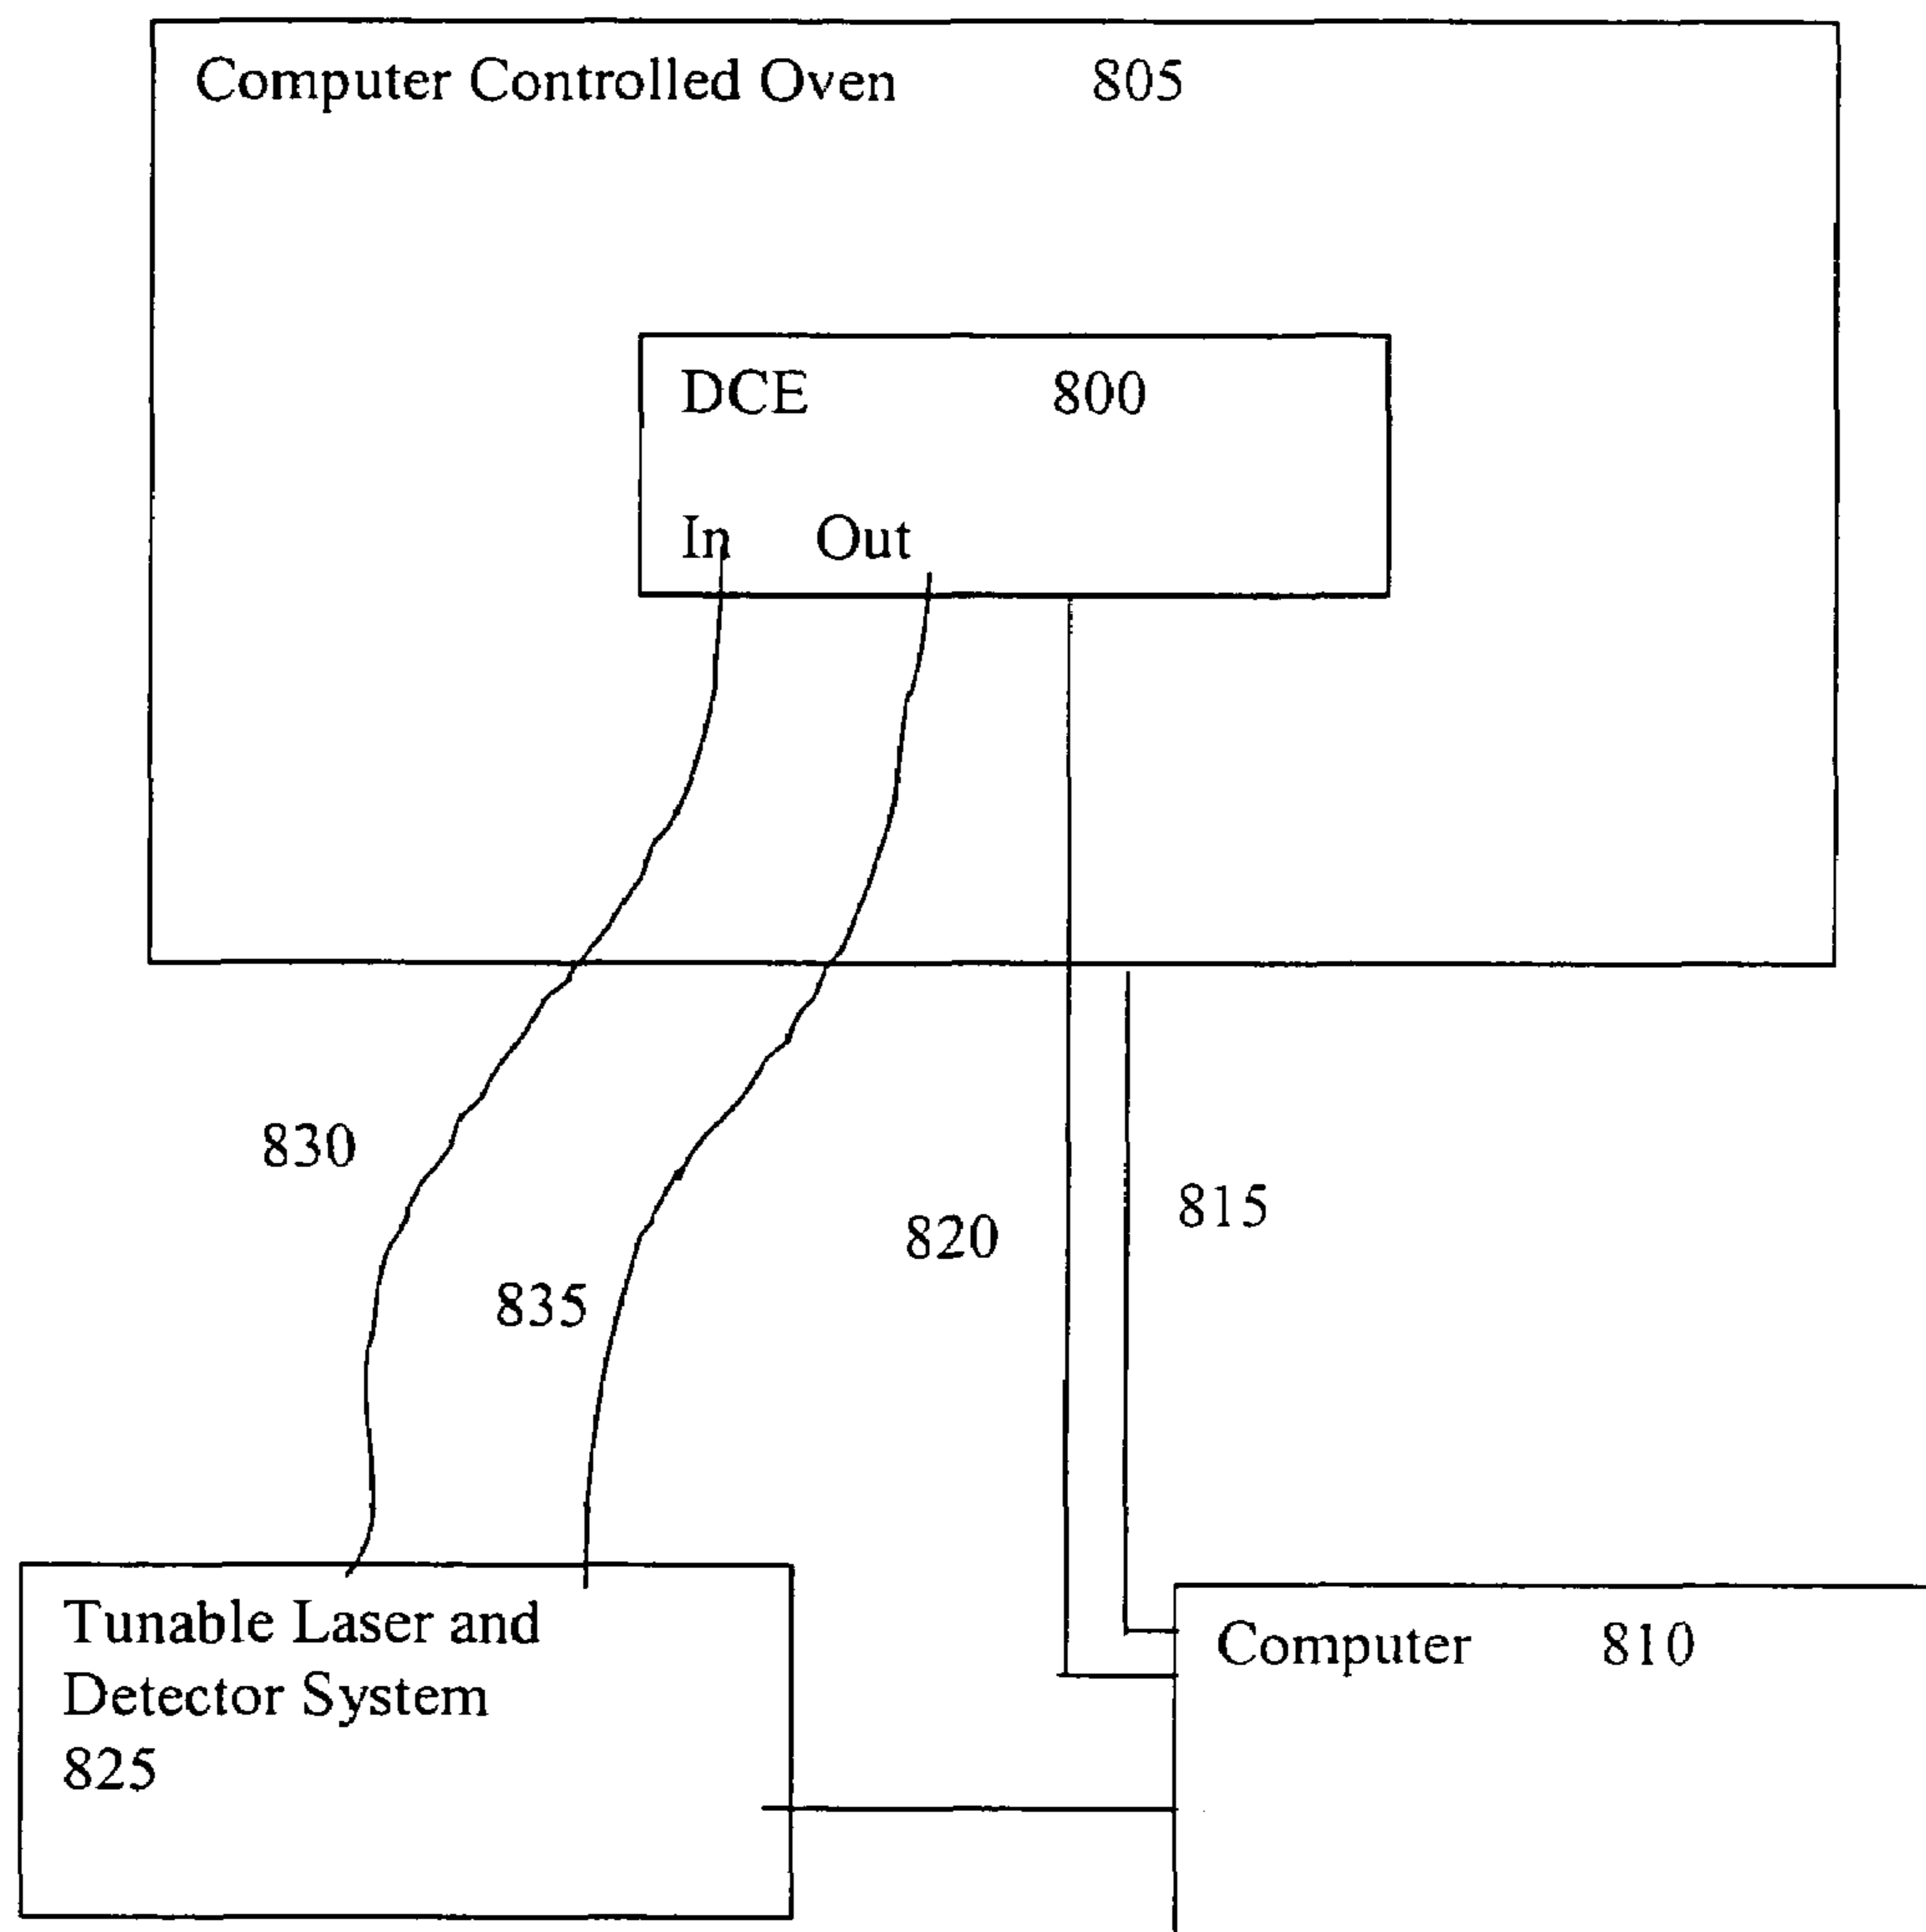 Computer Controlled Oven 805
DCE 800
In Out
830
815
820
835
Tunable Laser and
Detector System
825
Computer 810